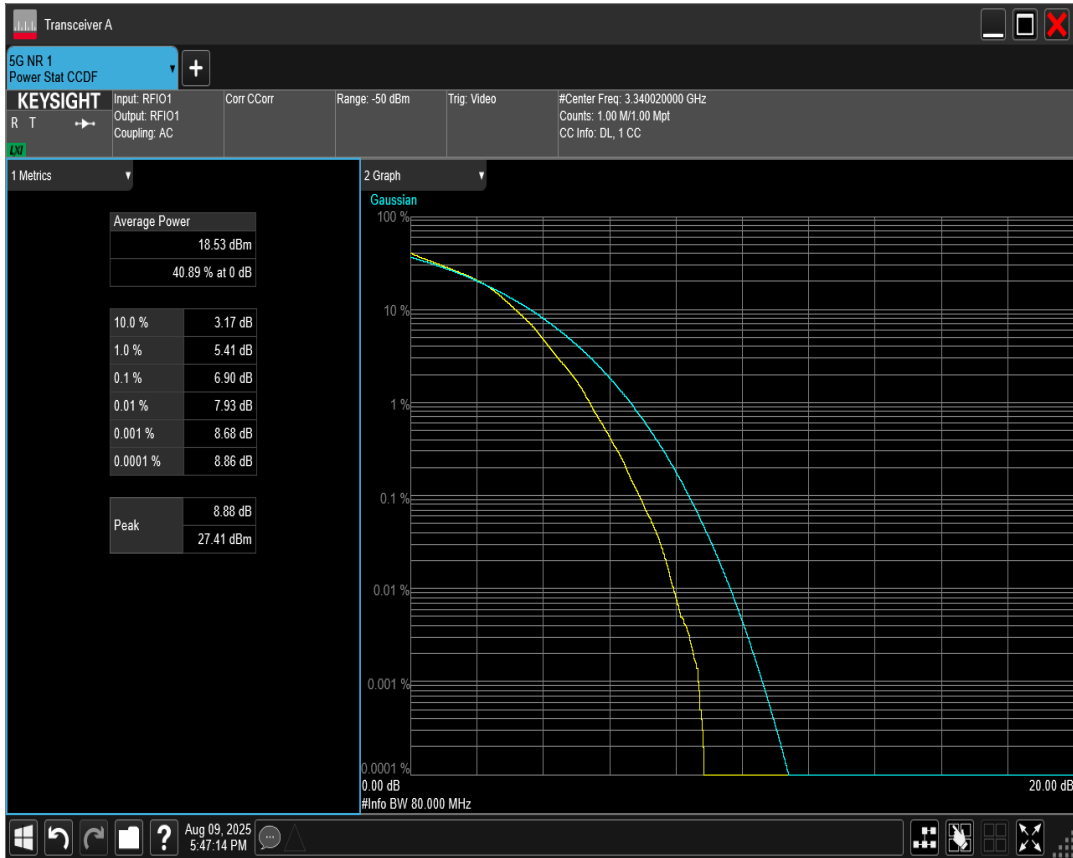 Transceiver A
5G NR 1
Power Stat CCDF
KEYSIGHT
R T
LXI
Input: RFIO1
Output: RFIO1
Coupling: AC
Corr CCorr
Range: -50 dBm
Trig: Video
#Center Freq: 3.340020000 GHz
Counts: 1.00 M/1.00 Mpt
CC Info: DL, 1 CC
1 Metrics
Average Power
18.53 dBm
40.89 % at 0 dB
10.0 % 3.17 dB
1.0 % 5.41 dB
0.1 % 6.90 dB
0.01 % 7.93 dB
0.001 % 8.68 dB
0.0001 % 8.86 dB
Peak
8.88 dB
27.41 dBm
2 Graph
Gaussian
100 %
10 %
1 %
0.1 %
0.01 %
0.001 %
0.0001 %
0.00 dB 20.00 dB
#Info BW 80.000 MHz
?
Aug 09, 2025
5:47:14 PM